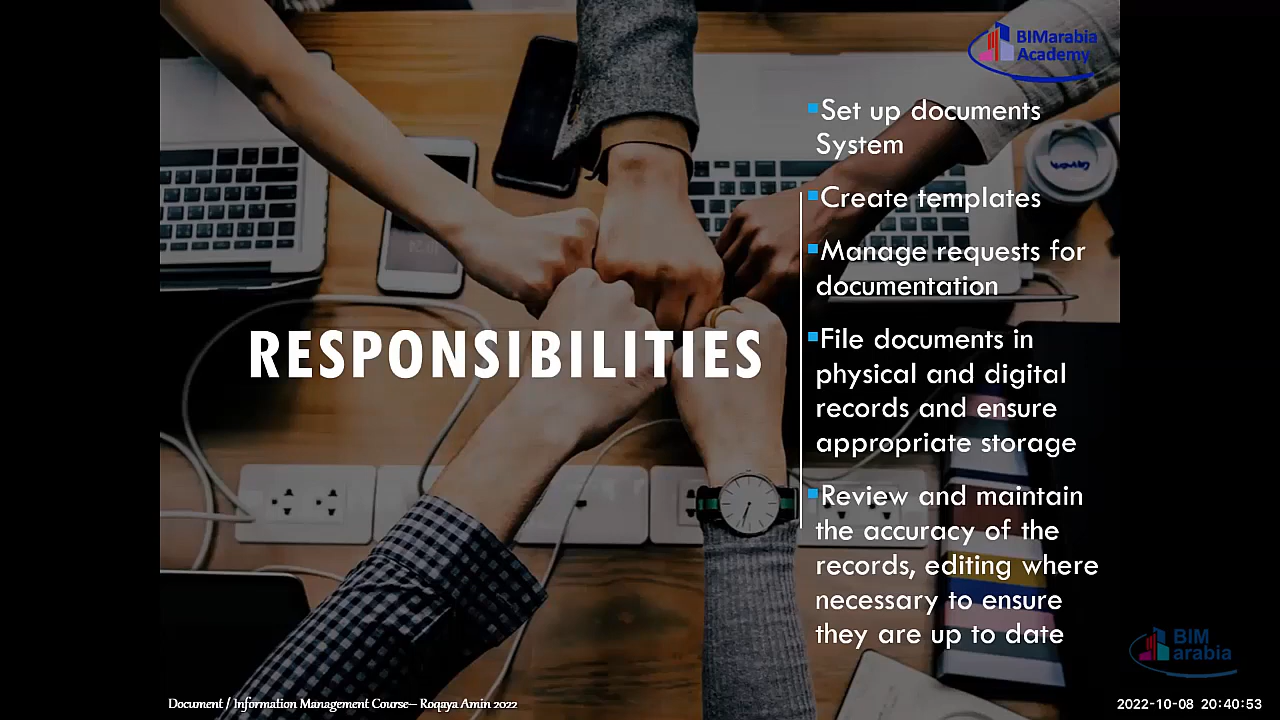 BIMarabia
Academy
RESPONSIBILITIES
Set up documents
System
Create templates
Manage requests for
documentation
File documents in
physical and digital
records and ensure
appropriate storage
Review and maintain
the accuracy of the
records, editing where
necessary to ensure
they are up to date
BIM
arabia
Document / Information Management Course– Roqaya Amin 2022
2022-10-08 20:40:53